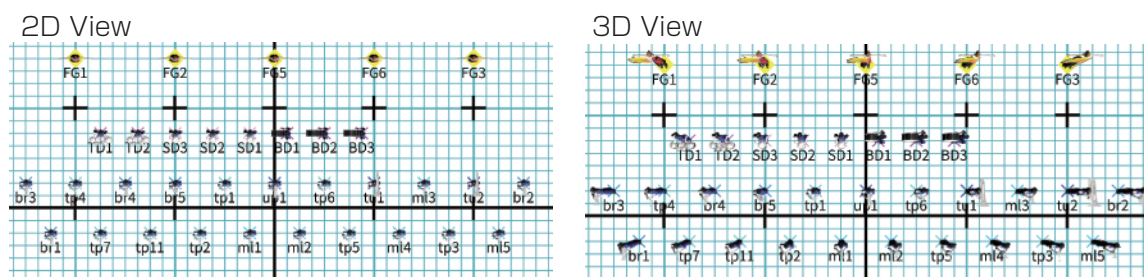 2D View
3D View
FG1 FG2 FG5 FG6 FG3
TD1 TD2 SD3 SD2 SD1 BD1 BD2 BD3
br3 tp4 br4 br5 tp1 up1 tp6 tu1 ml3 tu2 br2
br1 tp7 tp11 tp2 ml1 ml2 tp5 ml4 tp3 ml5
FG1 FG2 FG5 FG6 FG3
TD1 TD2 SD3 SD2 SD1 BD1 BD2 BD3
br3 tp4 br4 br5 tp1 up1 tp6 tu1 ml3 tu2 br2
br1 tp7 tp11 tp2 ml1 ml2 tp5 ml4 tp3 ml5